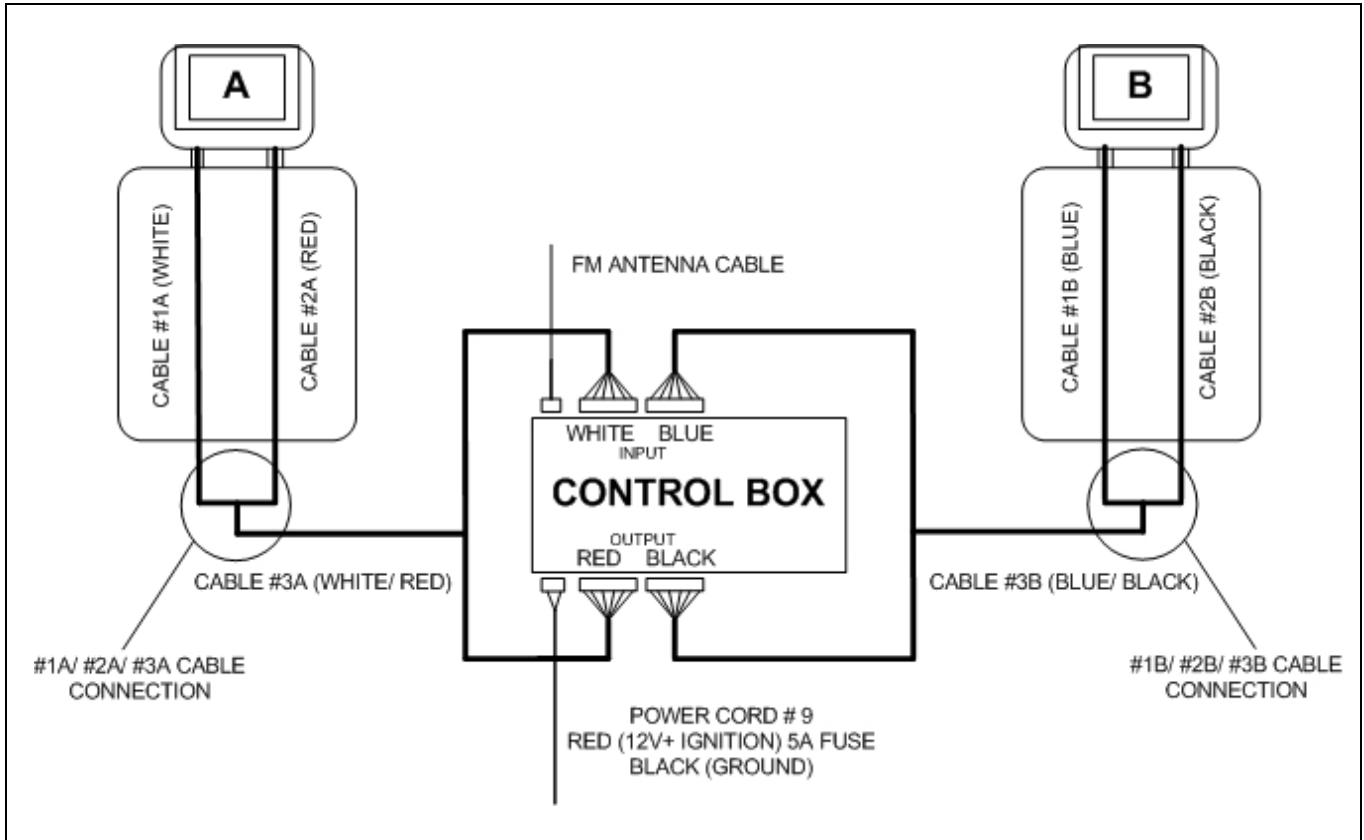 A
B
CABLE #1A (WHITE)
CABLE #2A (RED)
CABLE #1B (BLUE)
CABLE #2B (BLACK)
FM ANTENNA CABLE
WHITE BLUE
INPUT
CONTROL BOX
OUTPUT
RED BLACK
CABLE #3A (WHITE/ RED)
CABLE #3B (BLUE/ BLACK)
#1A/ #2A/ #3A CABLE
CONNECTION
#1B/ #2B/ #3B CABLE
CONNECTION
POWER CORD # 9
RED (12V+ IGNITION) 5A FUSE
BLACK (GROUND)